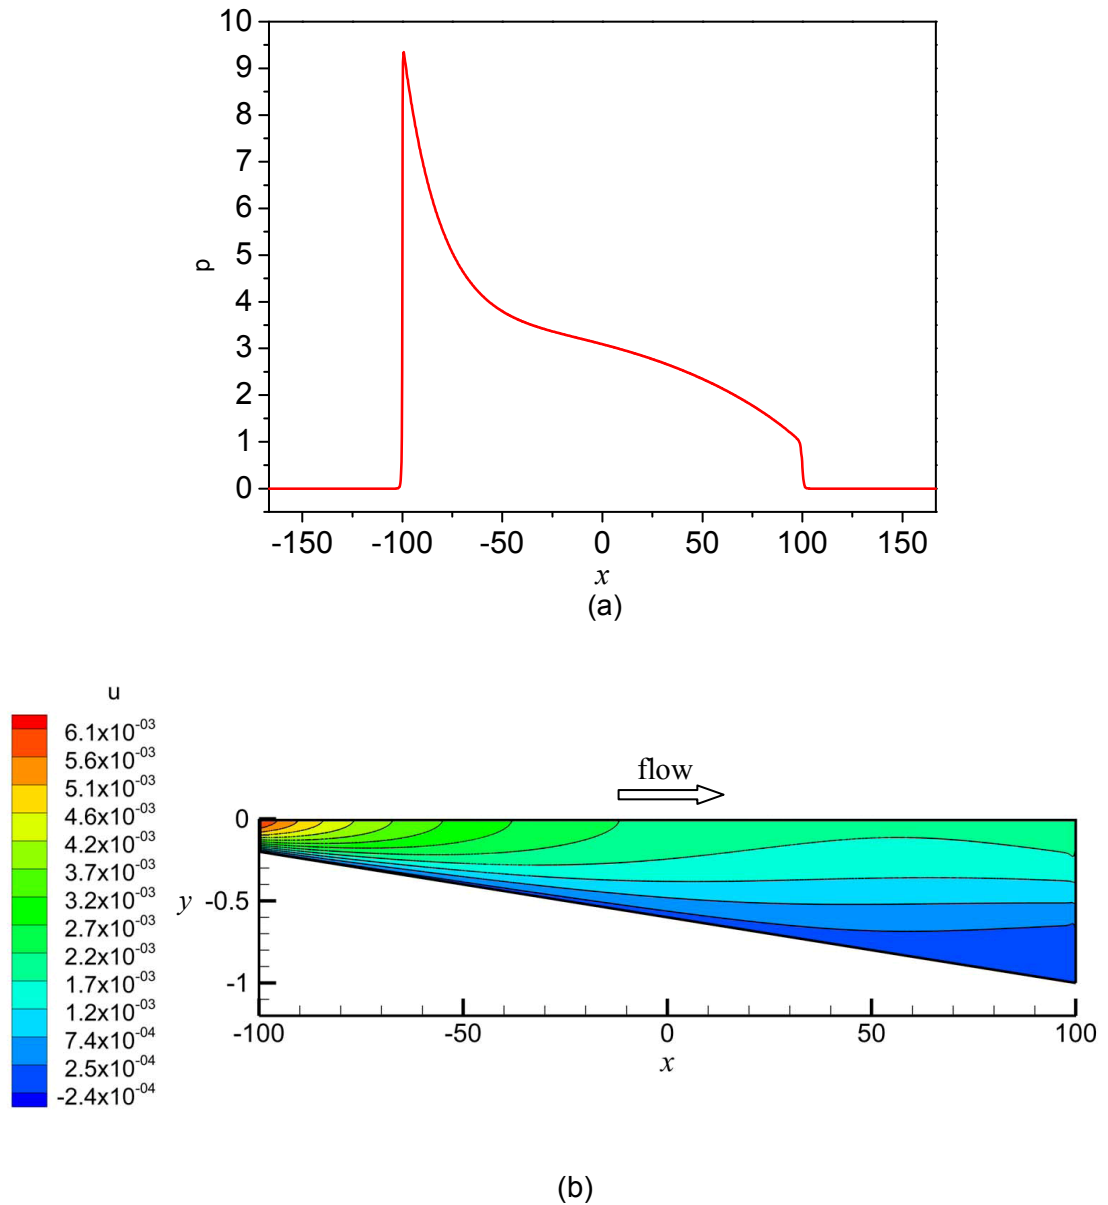 10
9
8
7
6
5
4
3
2
1
0
p
-150 -100 -50 0 50 100 150
x
(a)
u
6.1x10-03
5.6x10-03
5.1x10-03
4.6x10-03
4.2x10-03
3.7x10-03
3.2x10-03
2.7x10-03
2.2x10-03
1.7x10-03
1.2x10-03
7.4x10-04
2.5x10-04
-2.4x10-04
flow
0
y -0.5
-1
-100 -50 0 50 100
x
(b)